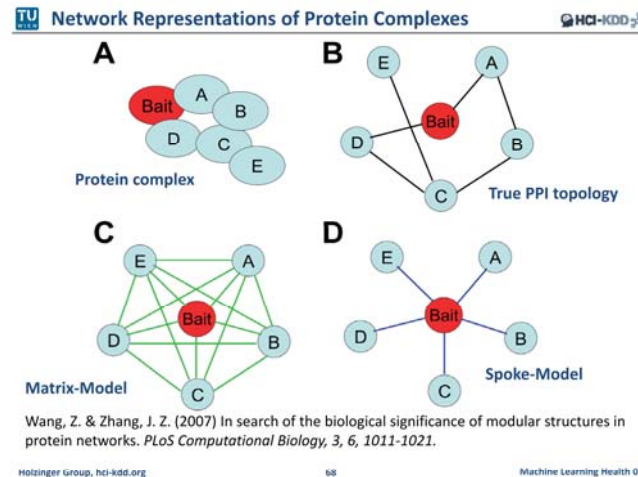 TU
WIEN
Network Representations of Protein Complexes
HCI-KDD
A
Bait
A
B
D
C
E
Protein complex
B
E
A
Bait
D
B
C
True PPI topology
C
E
A
Bait
D
B
C
Matrix-Model
D
E
A
Bait
D
B
C
Spoke-Model
Wang, Z. & Zhang, J. Z. (2007) In search of the biological significance of modular structures in
protein networks. PLoS Computational Biology, 3, 6, 1011-1021.
Holzinger Group, hci-kdd.org
68
Machine Learning Health 0